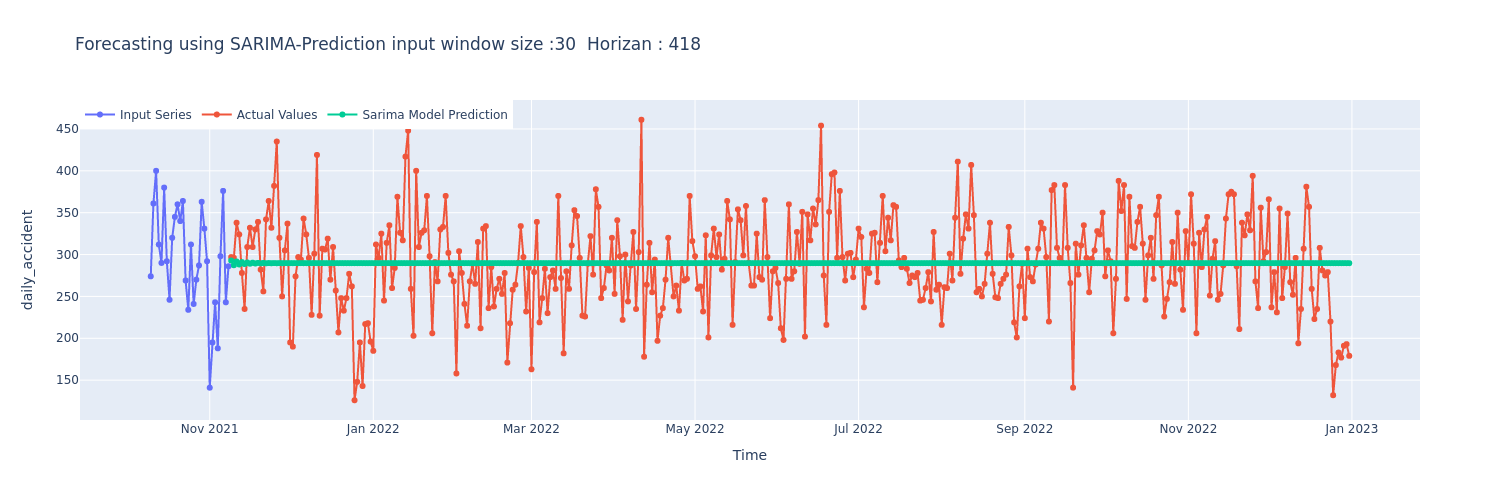 Forecasting using SARIMA-Prediction input window size :30  Horizan : 418
Input Series
Actual Values
Sarima Model Prediction
450
400
350
300
250
200
150
daily_accident
Nov 2021
Jan 2022
Mar 2022
May 2022
Jul 2022
Sep 2022
Nov 2022
Jan 2023
Time